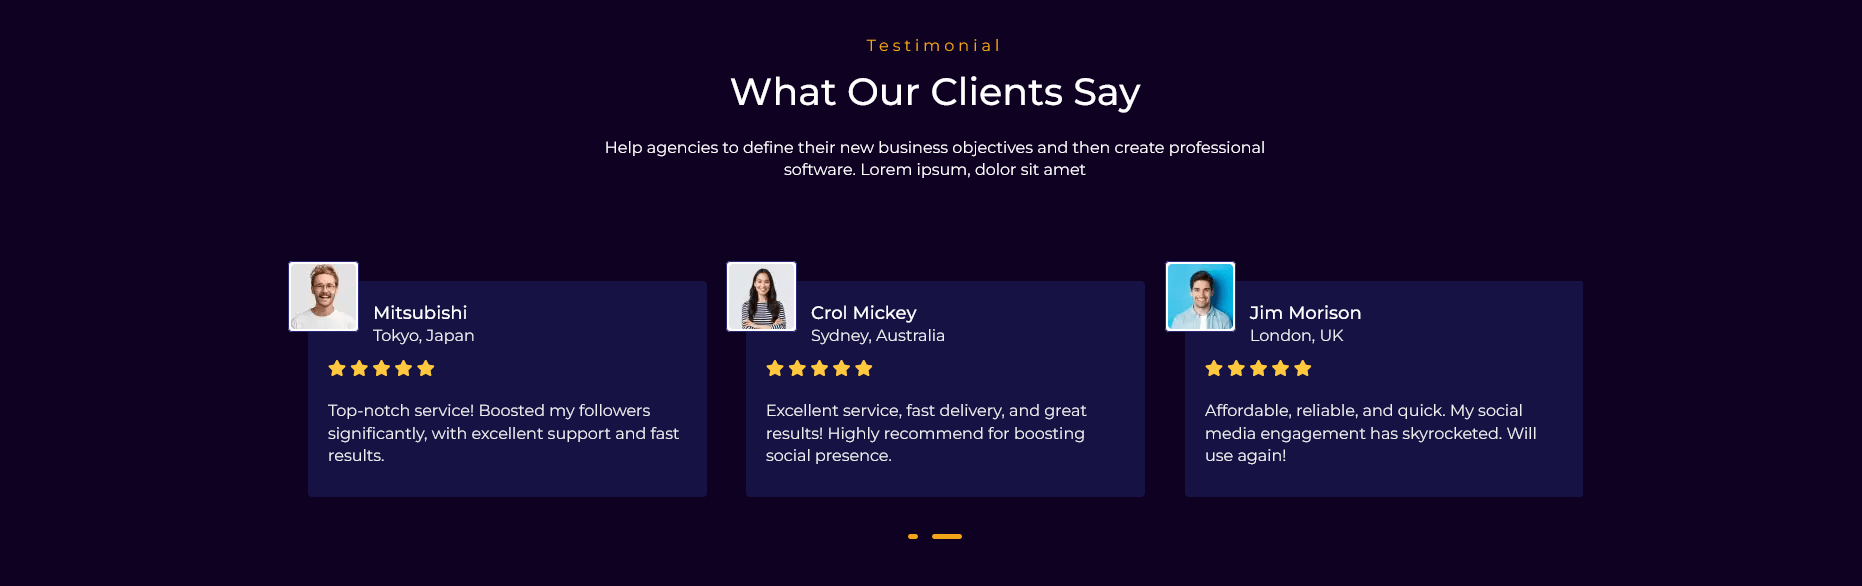 Testimonial
What Our Clients Say
Help agencies to define their new business objectives and then create professional
software. Lorem ipsum, dolor sit amet
Mitsubishi
Tokyo, Japan
Top-notch service! Boosted my followers
significantly, with excellent support and fast
results.
Crol Mickey
Sydney, Australia
Excellent service, fast delivery, and great
results! Highly recommend for boosting
social presence.
Jim Morison
London, UK
Affordable, reliable, and quick. My social
media engagement has skyrocketed. Will
use again!